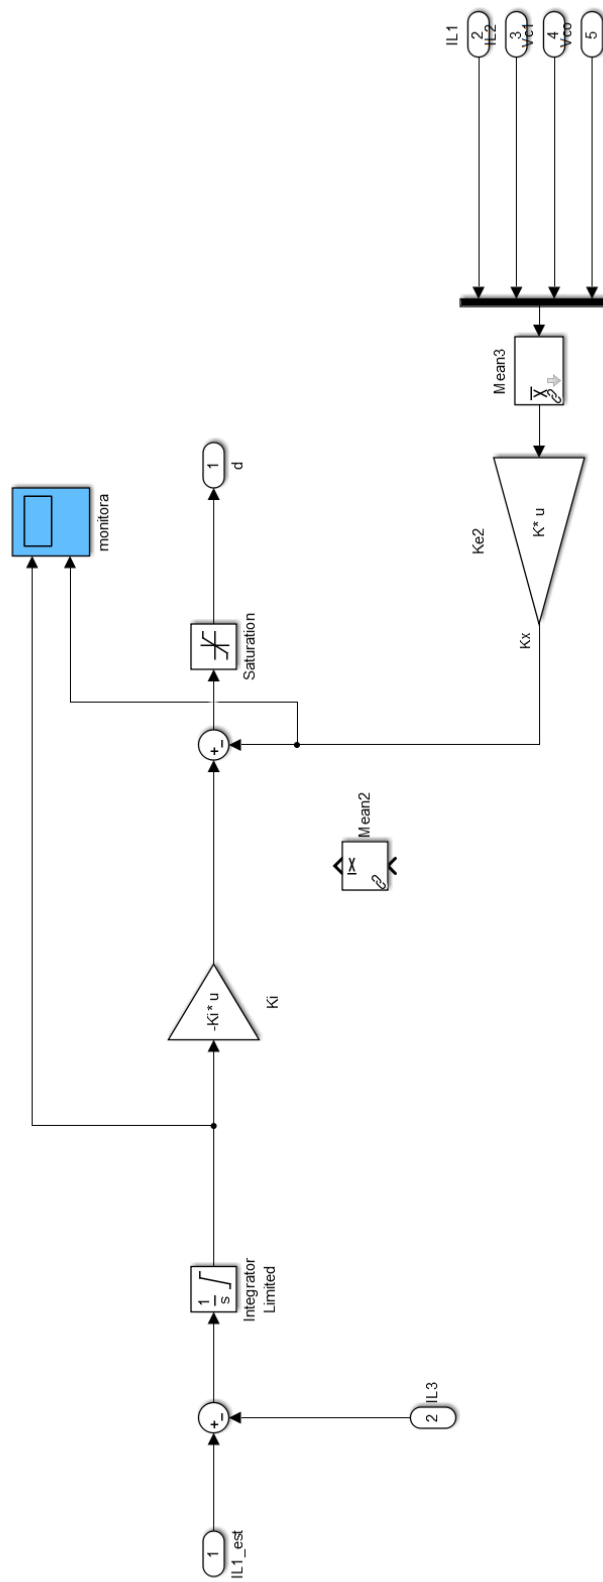 1
IL1_est
+
−
2
IL3
1
s
Integrator
Limited
-Ki* u
Ki
x
Mean2
+
−
Saturation
monitora
1
d
Kx
K* u
Ke2
x
Mean3
2
IL1
3
IL2
4
Vc1
5
Vco